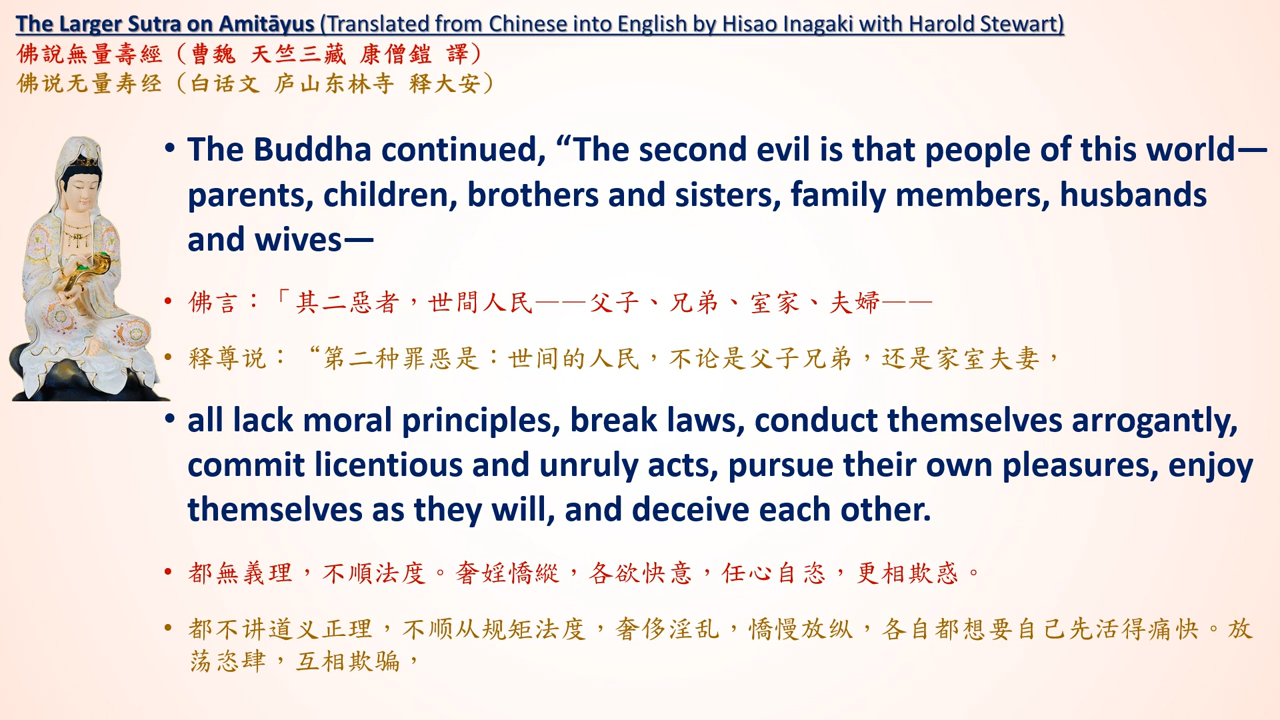 The Larger Sutra on Amitāyus (Translated from Chinese into English by Hisao Inagaki with Harold Stewart)
佛說無量壽經（曹魏 天竺三藏 康僧鎧 譯）
佛说无量寿经（白话文 庐山东林寺 释大安）
• The Buddha continued, “The second evil is that people of this world—
parents, children, brothers and sisters, family members, husbands
and wives—
• 佛言：「其二惡者，世間人民——父子、兄弟、室家、夫婦——
• 释尊说：“第二种罪恶是：世间的人民，不论是父子兄弟，还是家室夫妻，
• all lack moral principles, break laws, conduct themselves arrogantly,
commit licentious and unruly acts, pursue their own pleasures, enjoy
themselves as they will, and deceive each other.
• 都無義理，不順法度。奢婬憍縱，各欲快意，任心自恣，更相欺惑。
• 都不讲道义正理，不顺从规矩法度，奢侈淫乱，憍慢放纵，各自都想要自己先活得痛快。放
荡恣肆，互相欺骗，